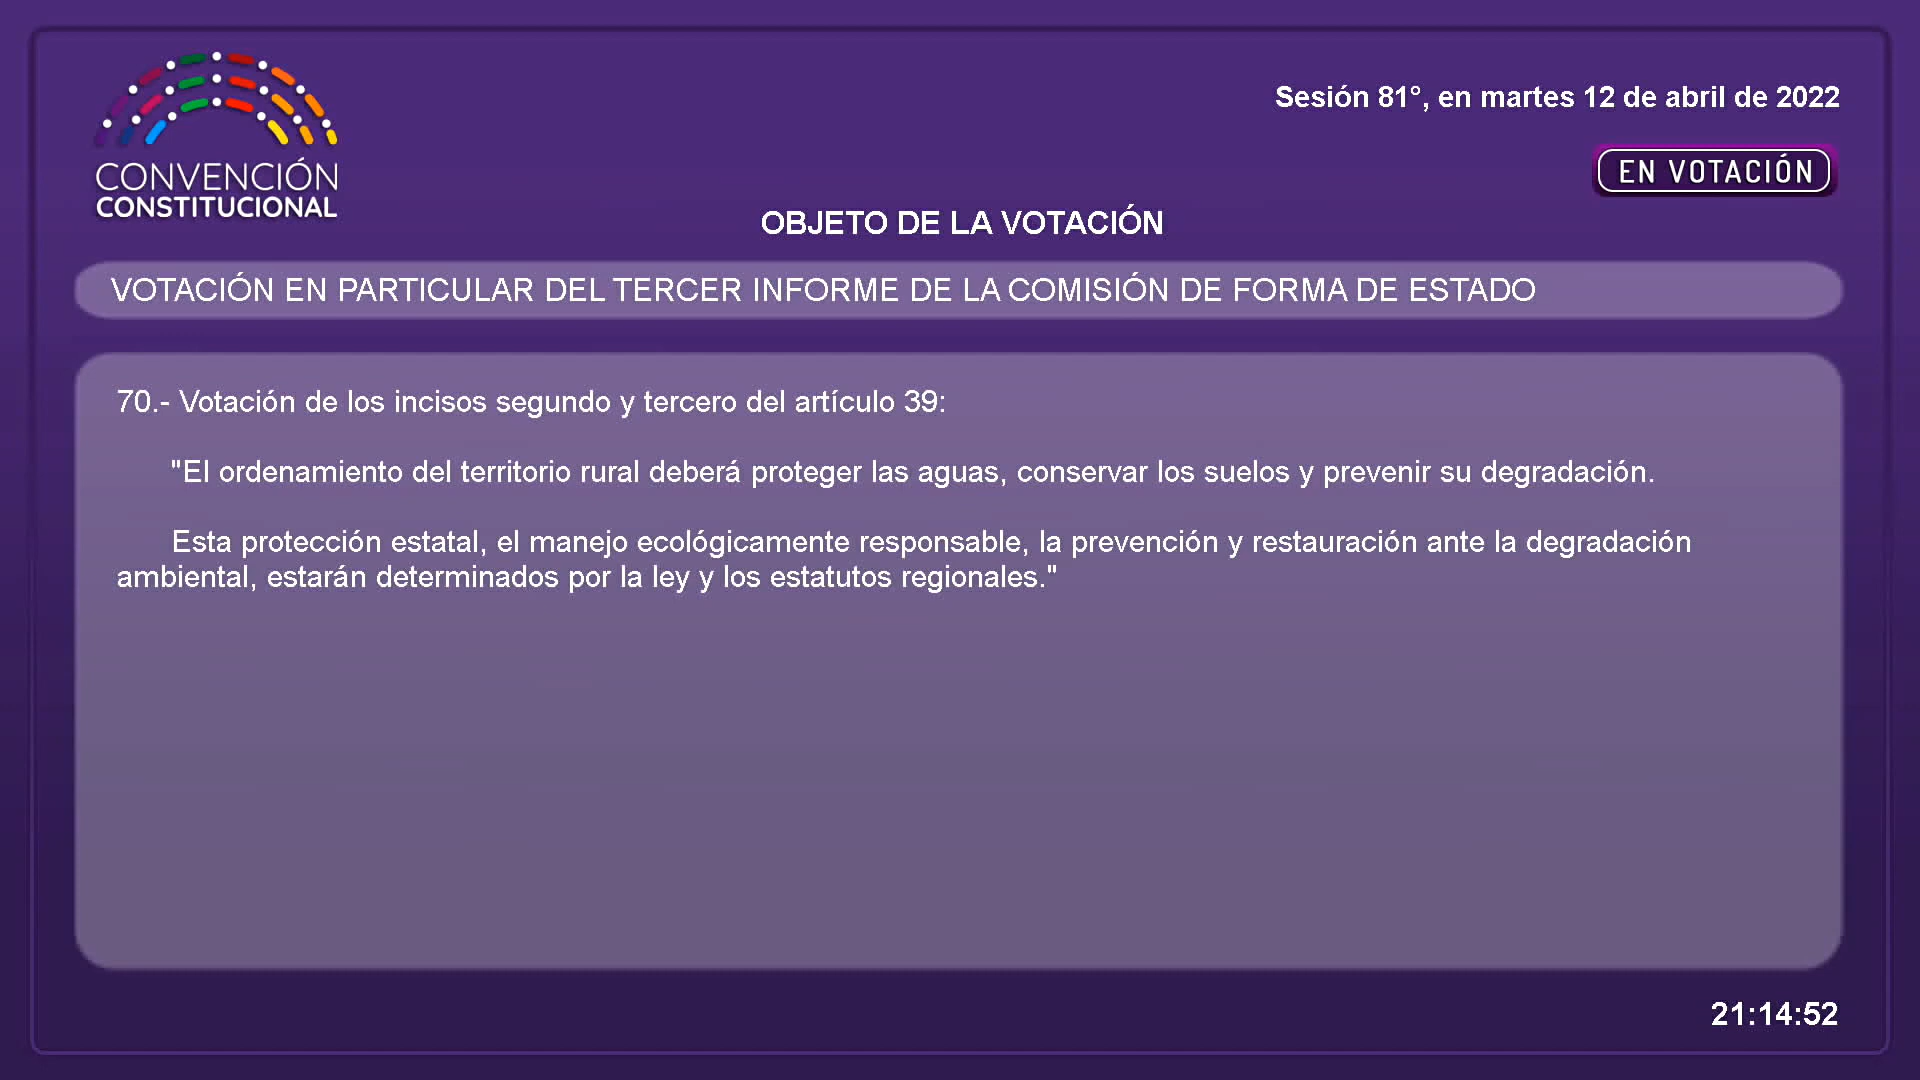 CONVENCIÓN
CONSTITUCIONAL
Sesión 81°, en martes 12 de abril de 2022
EN VOTACIÓN
OBJETO DE LA VOTACIÓN
VOTACIÓN EN PARTICULAR DEL TERCER INFORME DE LA COMISIÓN DE FORMA DE ESTADO
70.- Votación de los incisos segundo y tercero del artículo 39:
"El ordenamiento del territorio rural deberá proteger las aguas, conservar los suelos y prevenir su degradación.
Esta protección estatal, el manejo ecológicamente responsable, la prevención y restauración ante la degradación
ambiental, estarán determinados por la ley y los estatutos regionales."
21:14:52